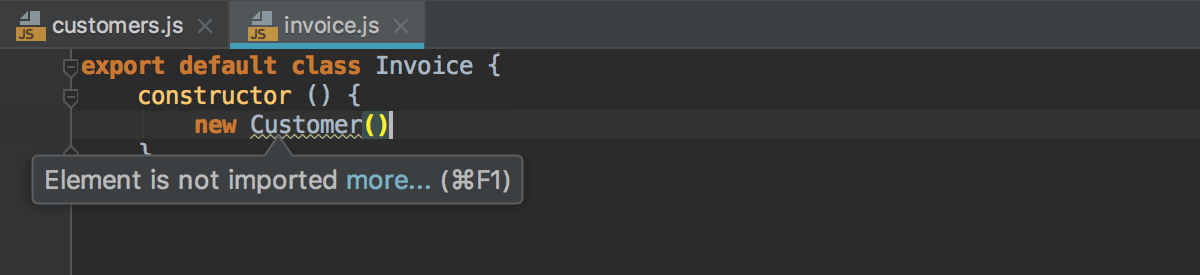 JS customers.js × JS invoice.js ×
export default class Invoice {
constructor () {
new Customer()
}
Element is not imported more... (⌘F1)